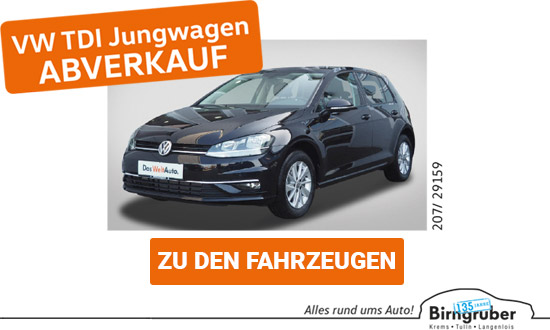 VW TDI Jungwagen
ABVERKAUF
DasWeltAuto.
207/ 29159
ZU DEN FAHRZEUGEN
Alles rund ums Auto!
135 JAHRE
Birngruber
Krems • Tulln • Langenlois